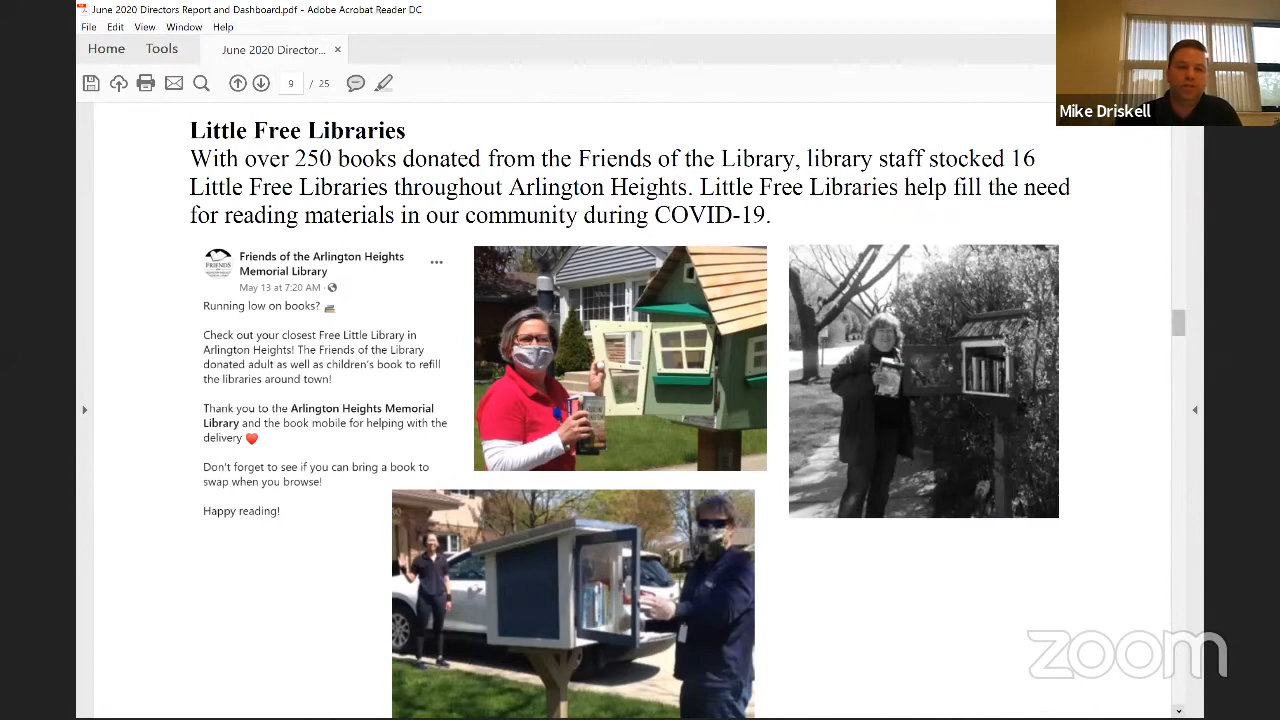 June 2020 Directors Report and Dashboard.pdf - Adobe Acrobat Reader DC
File Edit View Window Help
Home Tools June 2020 Director... ×
9 / 25
Mike Driskell
Little Free Libraries
With over 250 books donated from the Friends of the Library, library staff stocked 16
Little Free Libraries throughout Arlington Heights. Little Free Libraries help fill the need
for reading materials in our community during COVID-19.
FRIENDS
Friends of the Arlington Heights
Memorial Library
May 13 at 7:20 AM ·
Running low on books?
Check out your closest Free Little Library in
Arlington Heights! The Friends of the Library
donated adult as well as children's book to refill
the libraries around town!
Thank you to the Arlington Heights Memorial
Library and the book mobile for helping with the
delivery
Don't forget to see if you can bring a book to
swap when you browse!
Happy reading!
zoom